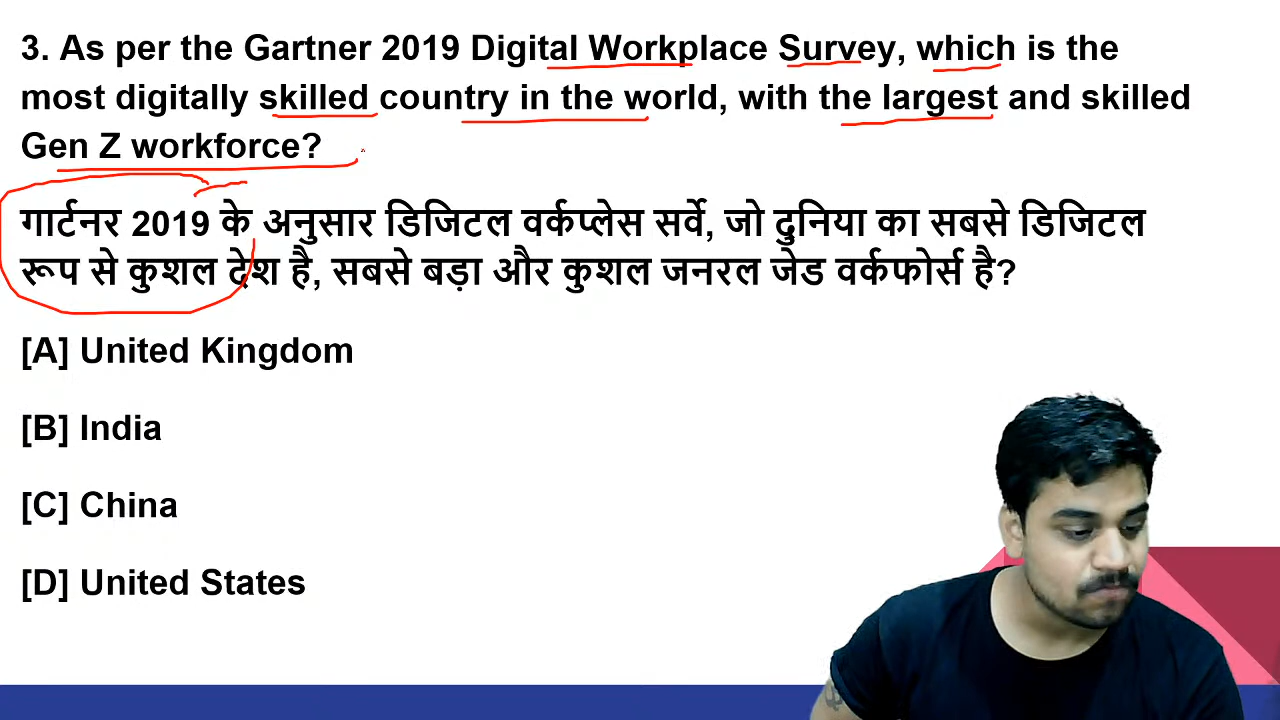 3. As per the Gartner 2019 Digital Workplace Survey, which is the
most digitally skilled country in the world, with the largest and skilled
Gen Z workforce?
गार्टनर 2019 के अनुसार डिजिटल वर्कप्लेस सर्वे, जो दुनिया का सबसे डिजिटल
रूप से कुशल देश है, सबसे बड़ा और कुशल जनरल जेड वर्कफोर्स है?
[A] United Kingdom
[B] India
[C] China
[D] United States